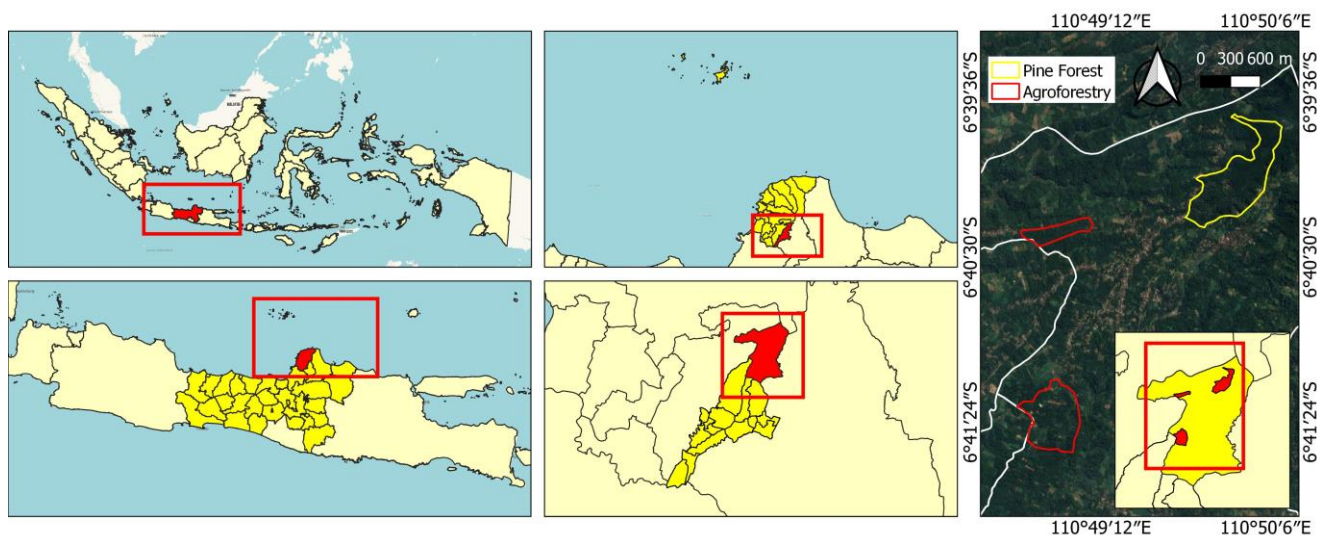 110°49′12″E 110°50′6″E
Pine Forest
Agroforestry
0 300 600 m
6°39′36″S
6°39′36″S
6°40′30″S
6°40′30″S
6°41′24″S
6°41′24″S
110°49′12″E 110°50′6″E